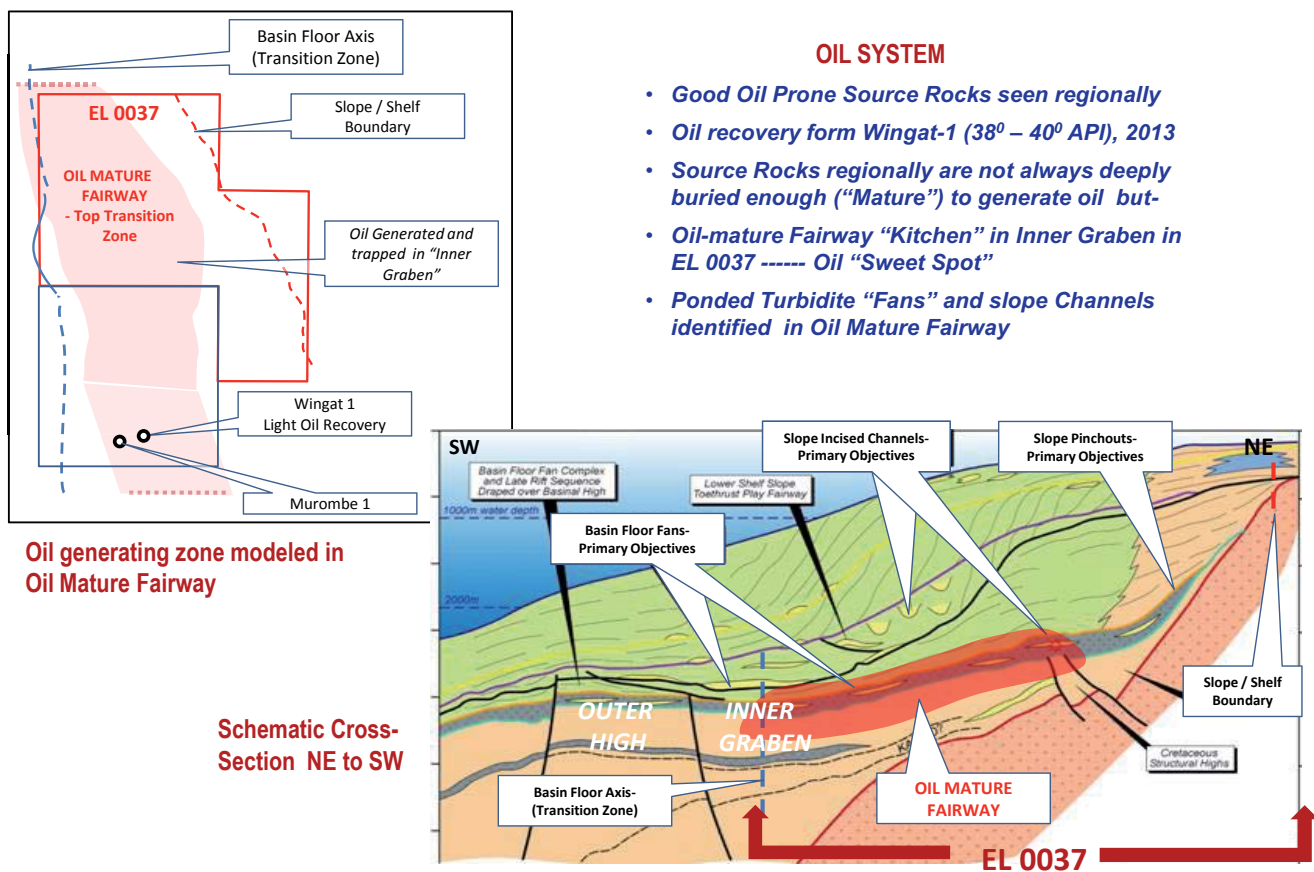 Basin Floor Axis
(Transition Zone)
EL 0037
Slope / Shelf
Boundary
OIL MATURE
FAIRWAY
- Top Transition
Zone
Oil Generated and
trapped in “Inner
Graben”
Wingat 1
Light Oil Recovery
Murombe 1
Oil generating zone modeled in
Oil Mature Fairway
OIL SYSTEM
• Good Oil Prone Source Rocks seen regionally
• Oil recovery form Wingat-1 (38⁰ – 40⁰ API), 2013
• Source Rocks regionally are not always deeply
buried enough (“Mature”) to generate oil but-
• Oil-mature Fairway “Kitchen” in Inner Graben in
EL 0037 ------ Oil “Sweet Spot”
• Ponded Turbidite “Fans” and slope Channels
identified in Oil Mature Fairway
Schematic Cross-
Section NE to SW
SW
NE
Basin Floor Fan Complex
and Late Rift Sequence
Draped over Basinal High
1000m water depth
2000m
Basin Floor Fans-
Primary Objectives
Lower Shelf Slope
Toethrust Play Fairway
Slope Incised Channels-
Primary Objectives
Slope Pinchouts-
Primary Objectives
Slope / Shelf
Boundary
OUTER
HIGH
INNER
GRABEN
Cretaceous
Structural Highs
Basin Floor Axis-
(Transition Zone)
OIL MATURE
FAIRWAY
EL 0037